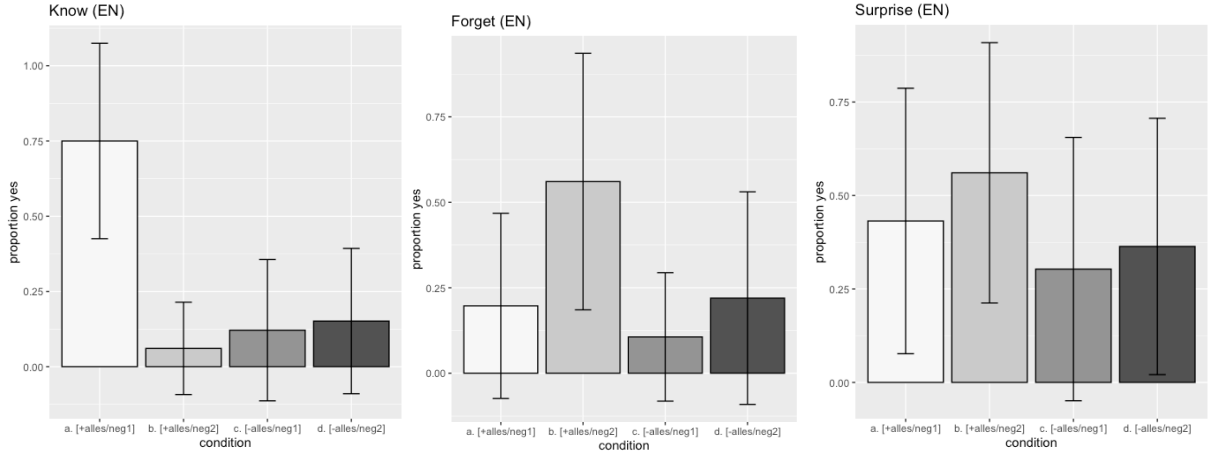 Know (EN)
1.00
0.75
0.50
0.25
0.00
proportion yes
a. [+alles/neg1] b. [+alles/neg2] c. [-alles/neg1] d. [-alles/neg2]
condition
Forget (EN)
0.75
0.50
0.25
0.00
proportion yes
a. [+alles/neg1] b. [+alles/neg2] c. [-alles/neg1] d. [-alles/neg2]
condition
Surprise (EN)
0.75
0.50
0.25
0.00
proportion yes
a. [+alles/neg1] b. [+alles/neg2] c. [-alles/neg1] d. [-alles/neg2]
condition